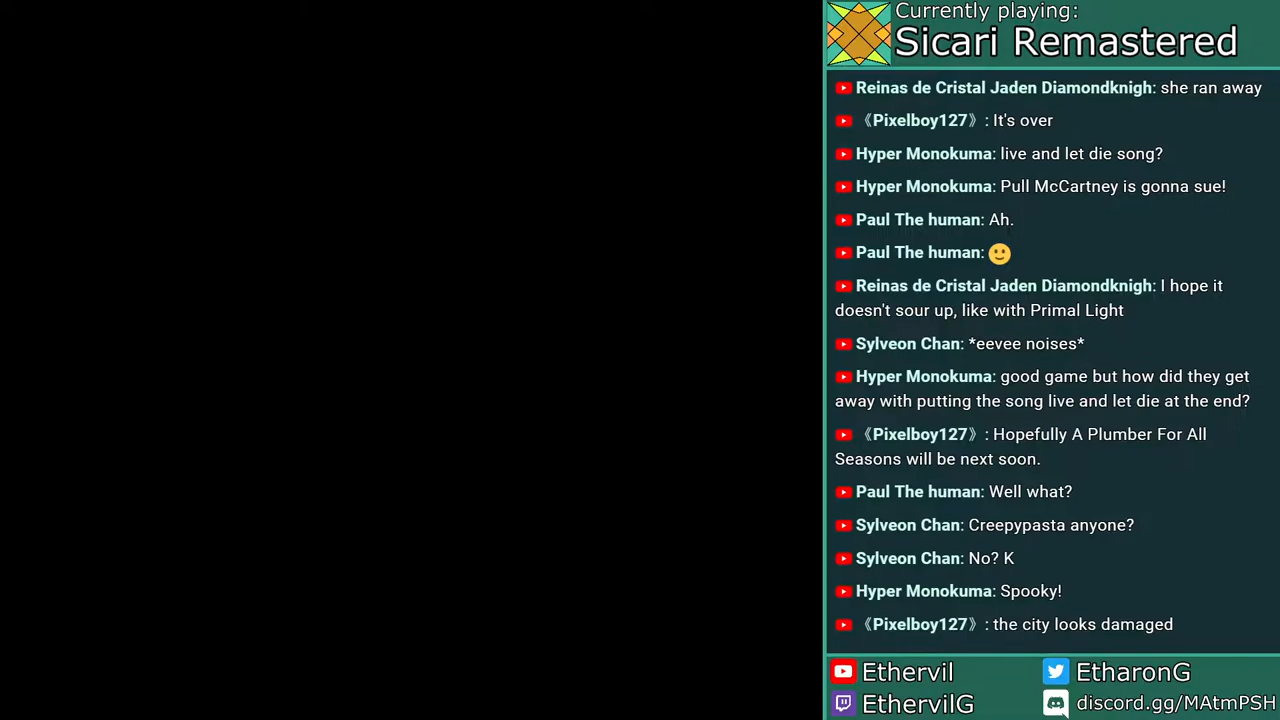 Currently playing:
Sicari Remastered
Reinas de Cristal Jaden Diamondknigh: she ran away
《Pixelboy127》: It's over
Hyper Monokuma: live and let die song?
Hyper Monokuma: Pull McCartney is gonna sue!
Paul The human: Ah.
Paul The human: 🙂
Reinas de Cristal Jaden Diamondknigh: I hope it
doesn't sour up, like with Primal Light
Sylveon Chan: *eevee noises*
Hyper Monokuma: good game but how did they get
away with putting the song live and let die at the end?
《Pixelboy127》: Hopefully A Plumber For All
Seasons will be next soon.
Paul The human: Well what?
Sylveon Chan: Creepypasta anyone?
Sylveon Chan: No? K
Hyper Monokuma: Spooky!
《Pixelboy127》: the city looks damaged
Ethervil
EtharonG
EthervilG
discord.gg/MAtmPSH